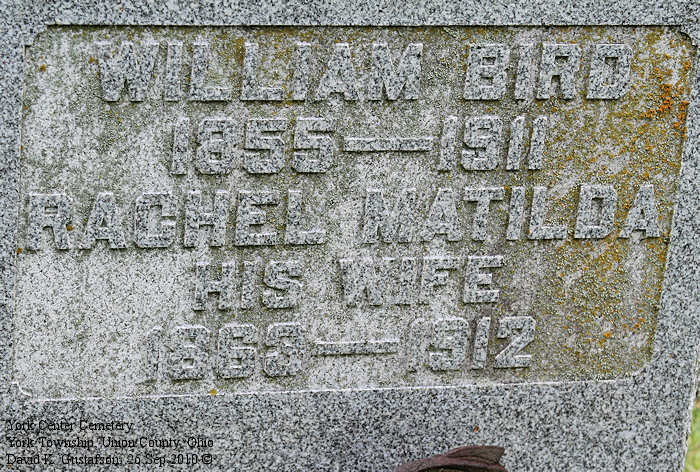 WILLIAM BIRD
1855—1911
RACHEL MATILDA
HIS WIFE
1863—1912
York Center Cemetery
York Township, Union County, Ohio
David K. Gustafson, 26 Sep 2010 ©